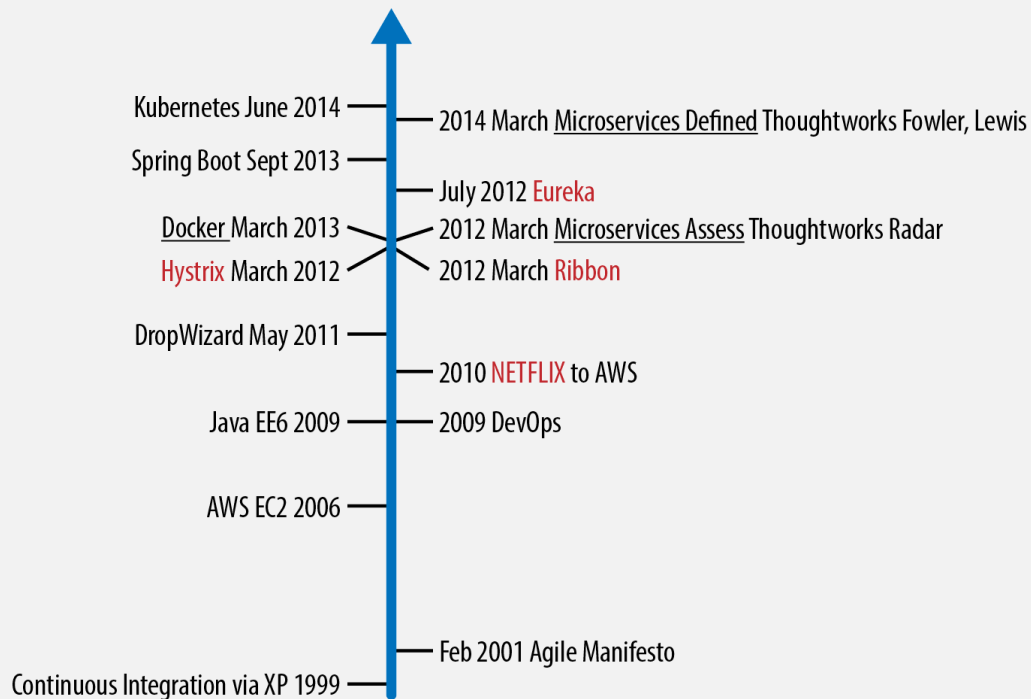 Kubernetes June 2014
2014 March Microservices Defined Thoughtworks Fowler, Lewis
Spring Boot Sept 2013
July 2012 Eureka
Docker March 2013
2012 March Microservices Assess Thoughtworks Radar
Hystrix March 2012
2012 March Ribbon
DropWizard May 2011
2010 NETFLIX to AWS
Java EE6 2009
2009 DevOps
AWS EC2 2006
Feb 2001 Agile Manifesto
Continuous Integration via XP 1999